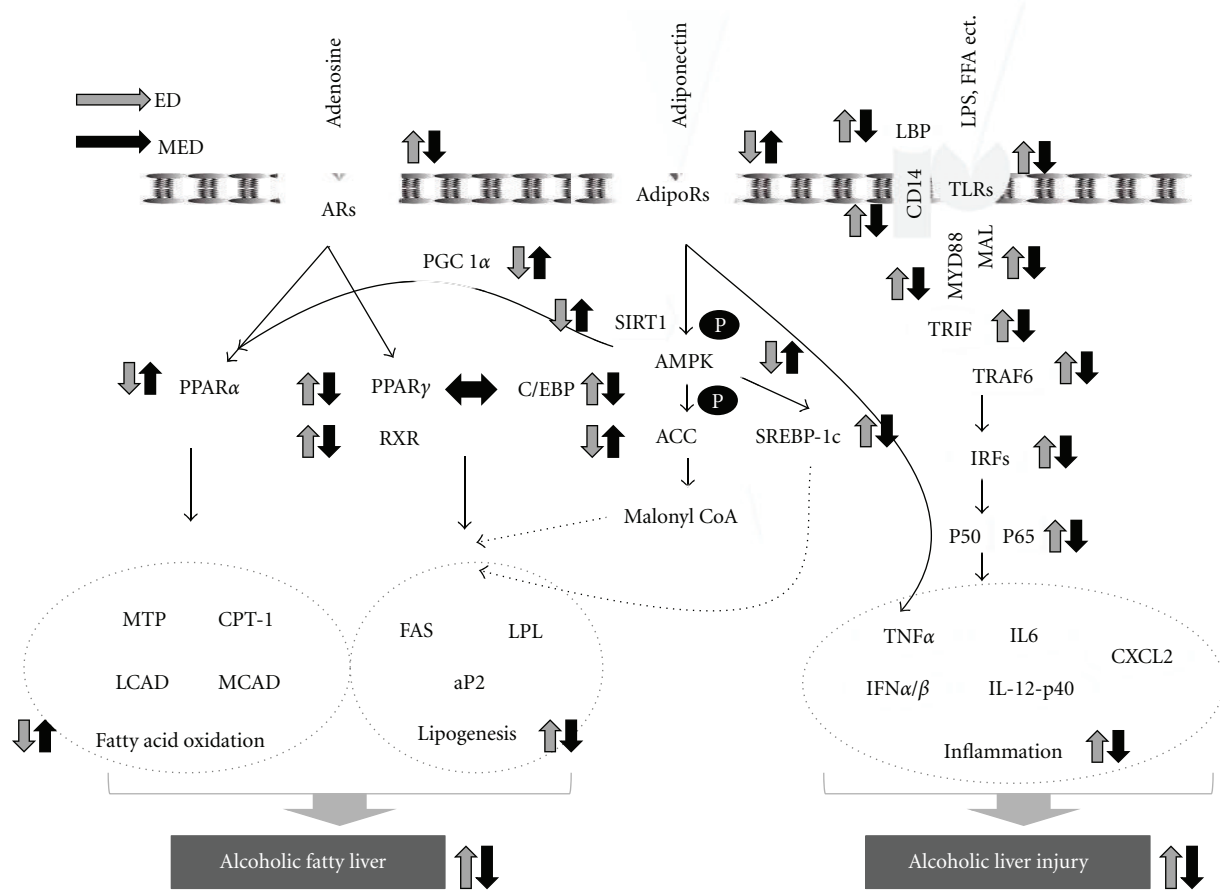 Adenosine
Adiponectin
LPS, FFA ect.
ED
MED
LBP
CD14
TLRs
ARs
AdipoRs
MYD88
MAL
PGC 1α
SIRT1
P
TRIF
AMPK
TRAF6
PPARα
PPARγ
C/EBP
P
RXR
ACC
SREBP-1c
IRFs
Malonyl CoA
P50
P65
MTP
CPT-1
FAS
LPL
TNFα
IL6
CXCL2
LCAD
MCAD
aP2
IFNα/β
IL-12-p40
Fatty acid oxidation
Lipogenesis
Inflammation
Alcoholic fatty liver
Alcoholic liver injury